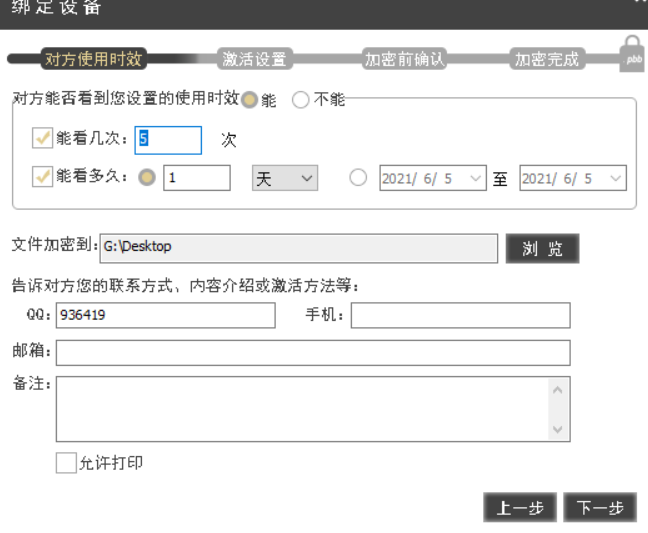 绑定设备
对方使用时效 激活设置 加密前确认 加密完成 pbb
对方能否看到您设置的使用时效 能 不能
能看几次: 5 次
能看多久: 1 天 2021/ 6/ 5 至 2021/ 6/ 5
文件加密到: G:\Desktop 浏览
告诉对方您的联系方式、内容介绍或激活方法等:
QQ: 936419 手机:
邮箱:
备注:
允许打印
上一步 下一步